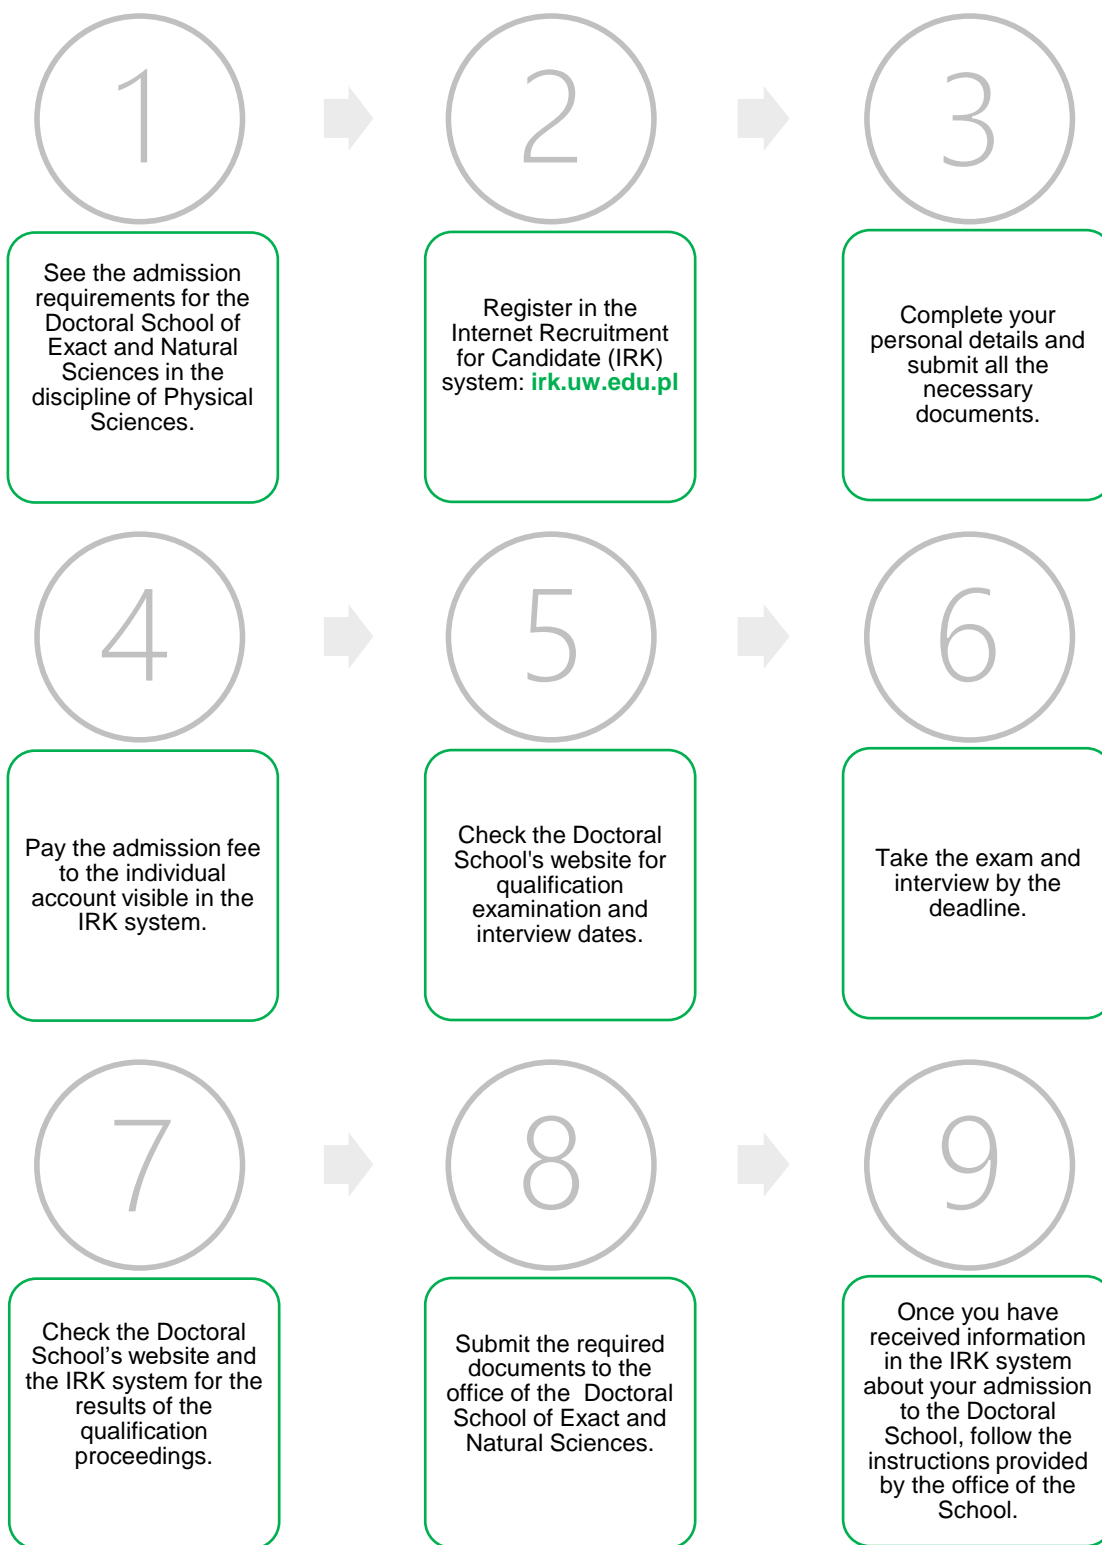 1
2
3
See the admission
requirements for the
Doctoral School of
Exact and Natural
Sciences in the
discipline of Physical
Sciences.
Register in the
Internet Recruitment
for Candidate (IRK)
system: irk.uw.edu.pl
Complete your
personal details and
submit all the
necessary
documents.
4
5
6
Pay the admission fee
to the individual
account visible in the
IRK system.
Check the Doctoral
School's website for
qualification
examination and
interview dates.
Take the exam and
interview by the
deadline.
7
8
9
Check the Doctoral
School’s website and
the IRK system for the
results of the
qualification
proceedings.
Submit the required
documents to the
office of the  Doctoral
School of Exact and
Natural Sciences.
Once you have
received information
in the IRK system
about your admission
to the Doctoral
School, follow the
instructions provided
by the office of the
School.